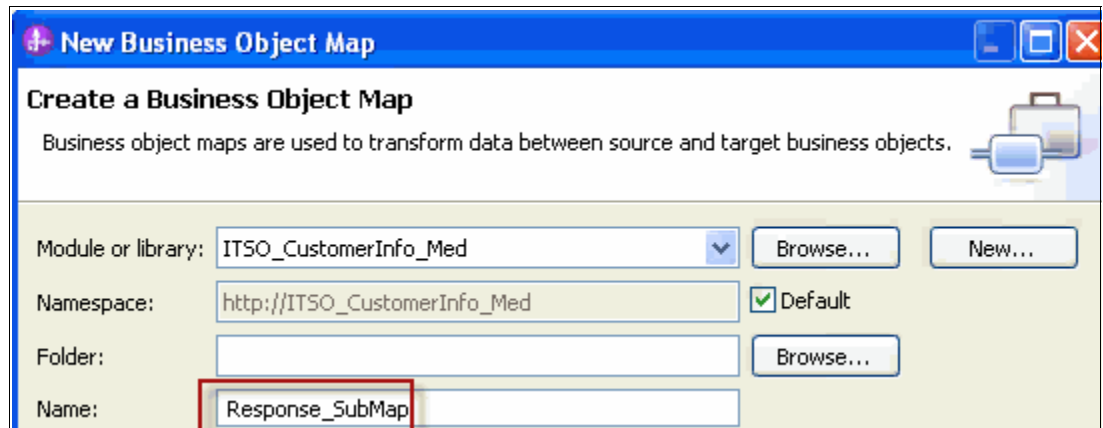 New Business Object Map
Create a Business Object Map
Business object maps are used to transform data between source and target business objects.
Module or library: ITSO_CustomerInfo_Med Browse... New...
Namespace: http://ITSO_CustomerInfo_Med Default
Folder: Browse...
Name: Response_SubMap